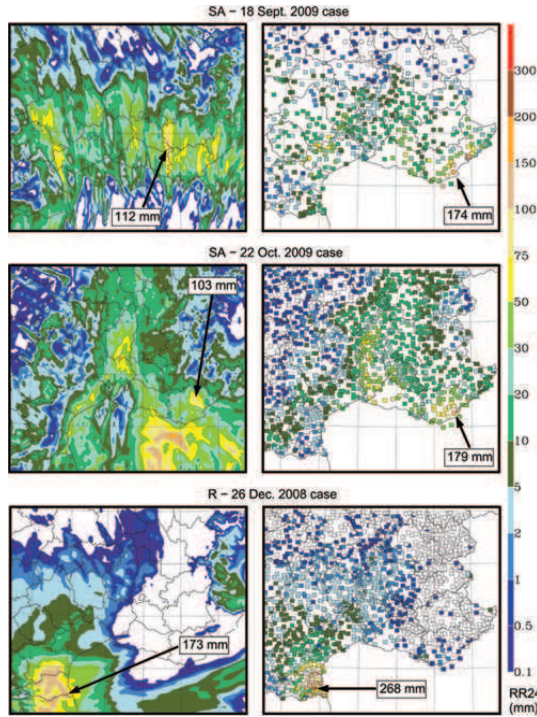 SA – 18 Sept. 2009 case
112 mm
174 mm
SA – 22 Oct. 2009 case
103 mm
179 mm
R – 26 Dec. 2008 case
173 mm
268 mm
300
200
150
100
75
50
30
20
10
5
2
1
0.5
0.1
RR24
(mm)